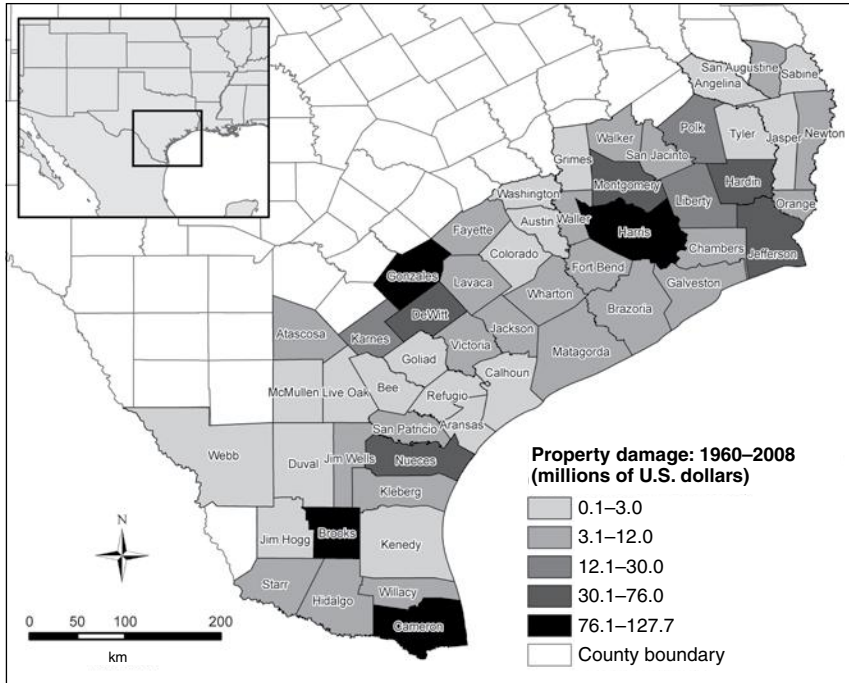 San Augustine
Sabine
Angelina
Polk
Tyler
Jasper
Newton
Walker
San Jacinto
Grimes
Montgomery
Hardin
Liberty
Orange
Washington
Austin
Waller
Harris
Chambers
Jefferson
Fayette
Colorado
Fort Bend
Galveston
Gonzales
Lavaca
Wharton
Brazoria
DeWitt
Atascosa
Karnes
Jackson
Matagorda
Victoria
Goliad
Calhoun
McMullen
Live Oak
Bee
Refugio
Aransas
San Patricio
Webb
Duval
Jim Wells
Nueces
Kleberg
Jim Hogg
Brooks
Kenedy
Starr
Hidalgo
Willacy
Cameron
N
0 50 100 200
km
Property damage: 1960–2008
(millions of U.S. dollars)
0.1–3.0
3.1–12.0
12.1–30.0
30.1–76.0
76.1–127.7
County boundary